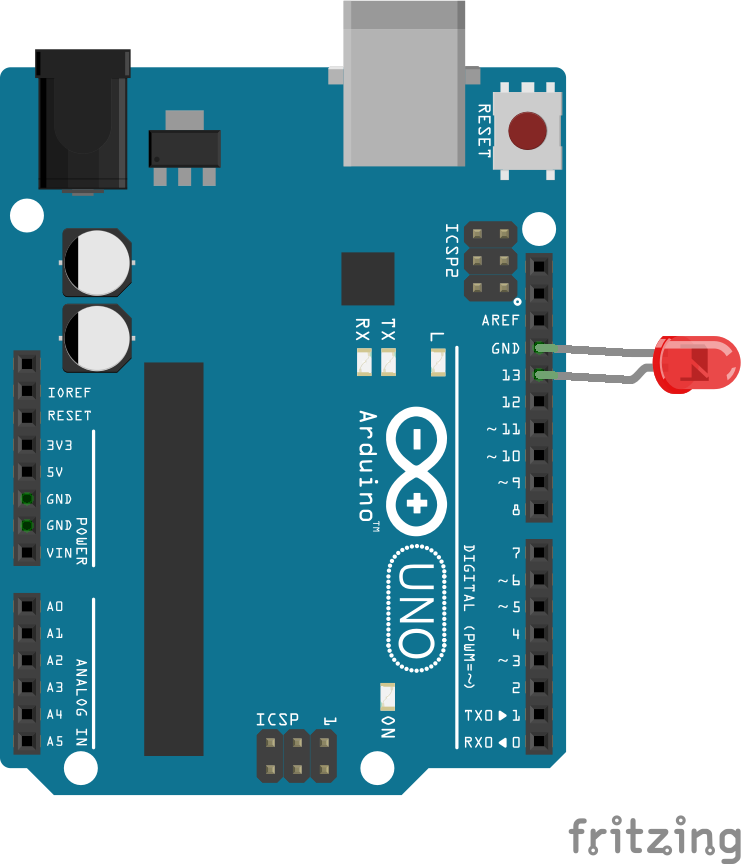 RESET
ICSP2
AREF
GND
13
12
~11
~10
~9
8
RX
TX
L
IOREF
RESET
3V3
5V
GND
GND
VIN
POWER
Arduino™
UNO
7
~6
~5
4
~3
2
TX0▶1
RX0◀0
DIGITAL (PWM=~)
A0
A1
A2
A3
A4
A5
ANALOG IN
ICSP
1
ON
fritzing